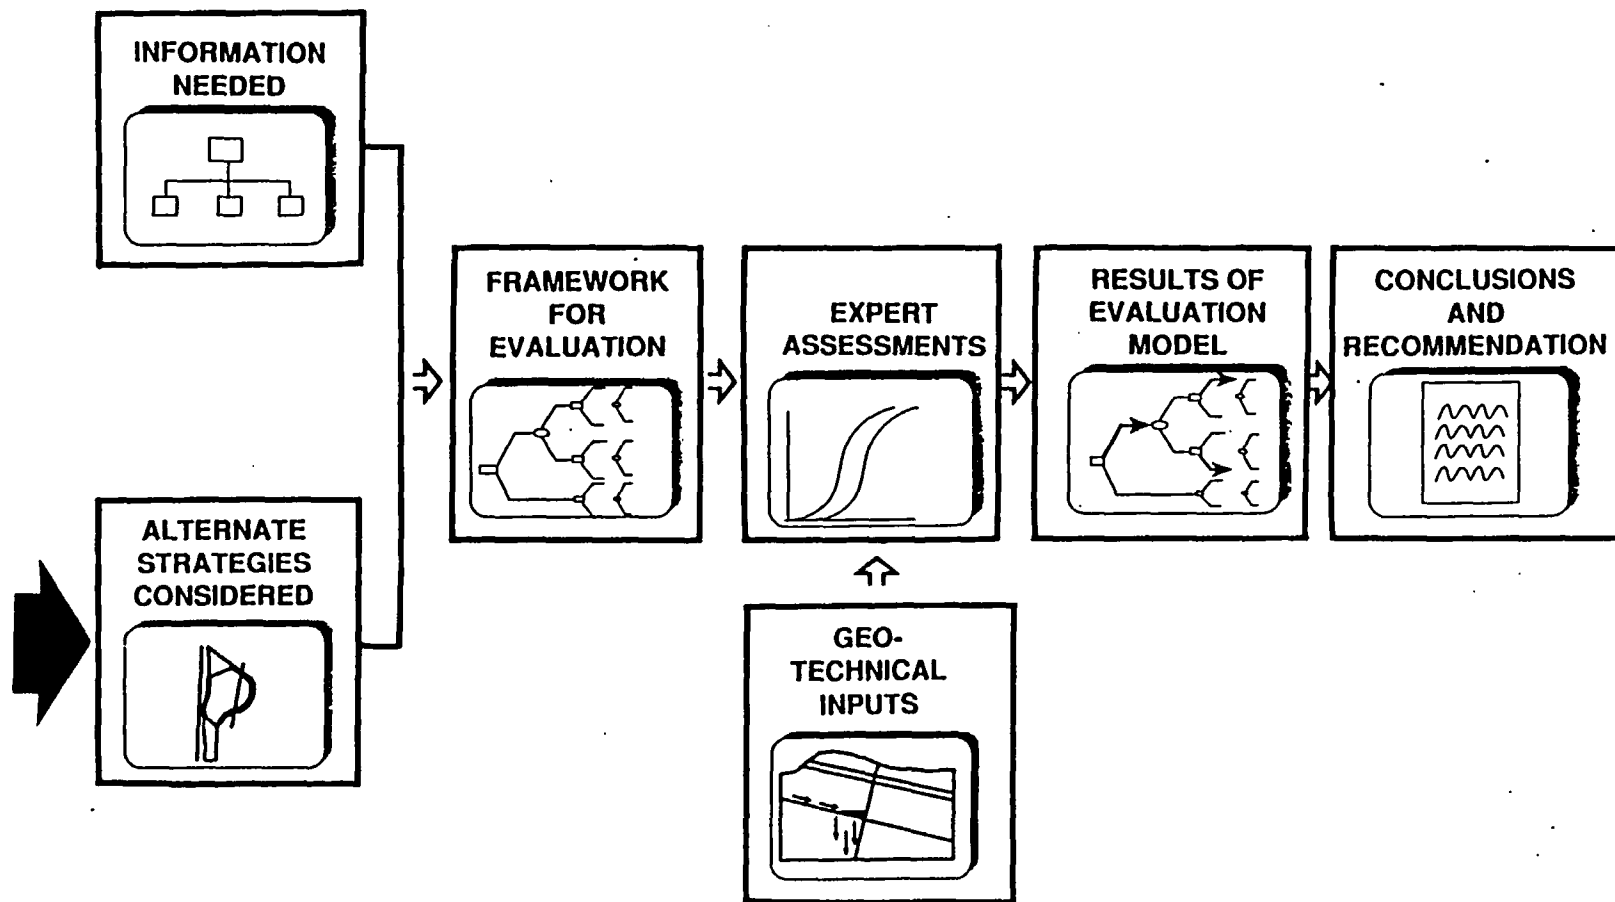 INFORMATION
NEEDED
FRAMEWORK
FOR
EVALUATION
EXPERT
ASSESSMENTS
RESULTS OF
EVALUATION
MODEL
CONCLUSIONS
AND
RECOMMENDATION
ALTERNATE
STRATEGIES
CONSIDERED
GEO-
TECHNICAL
INPUTS